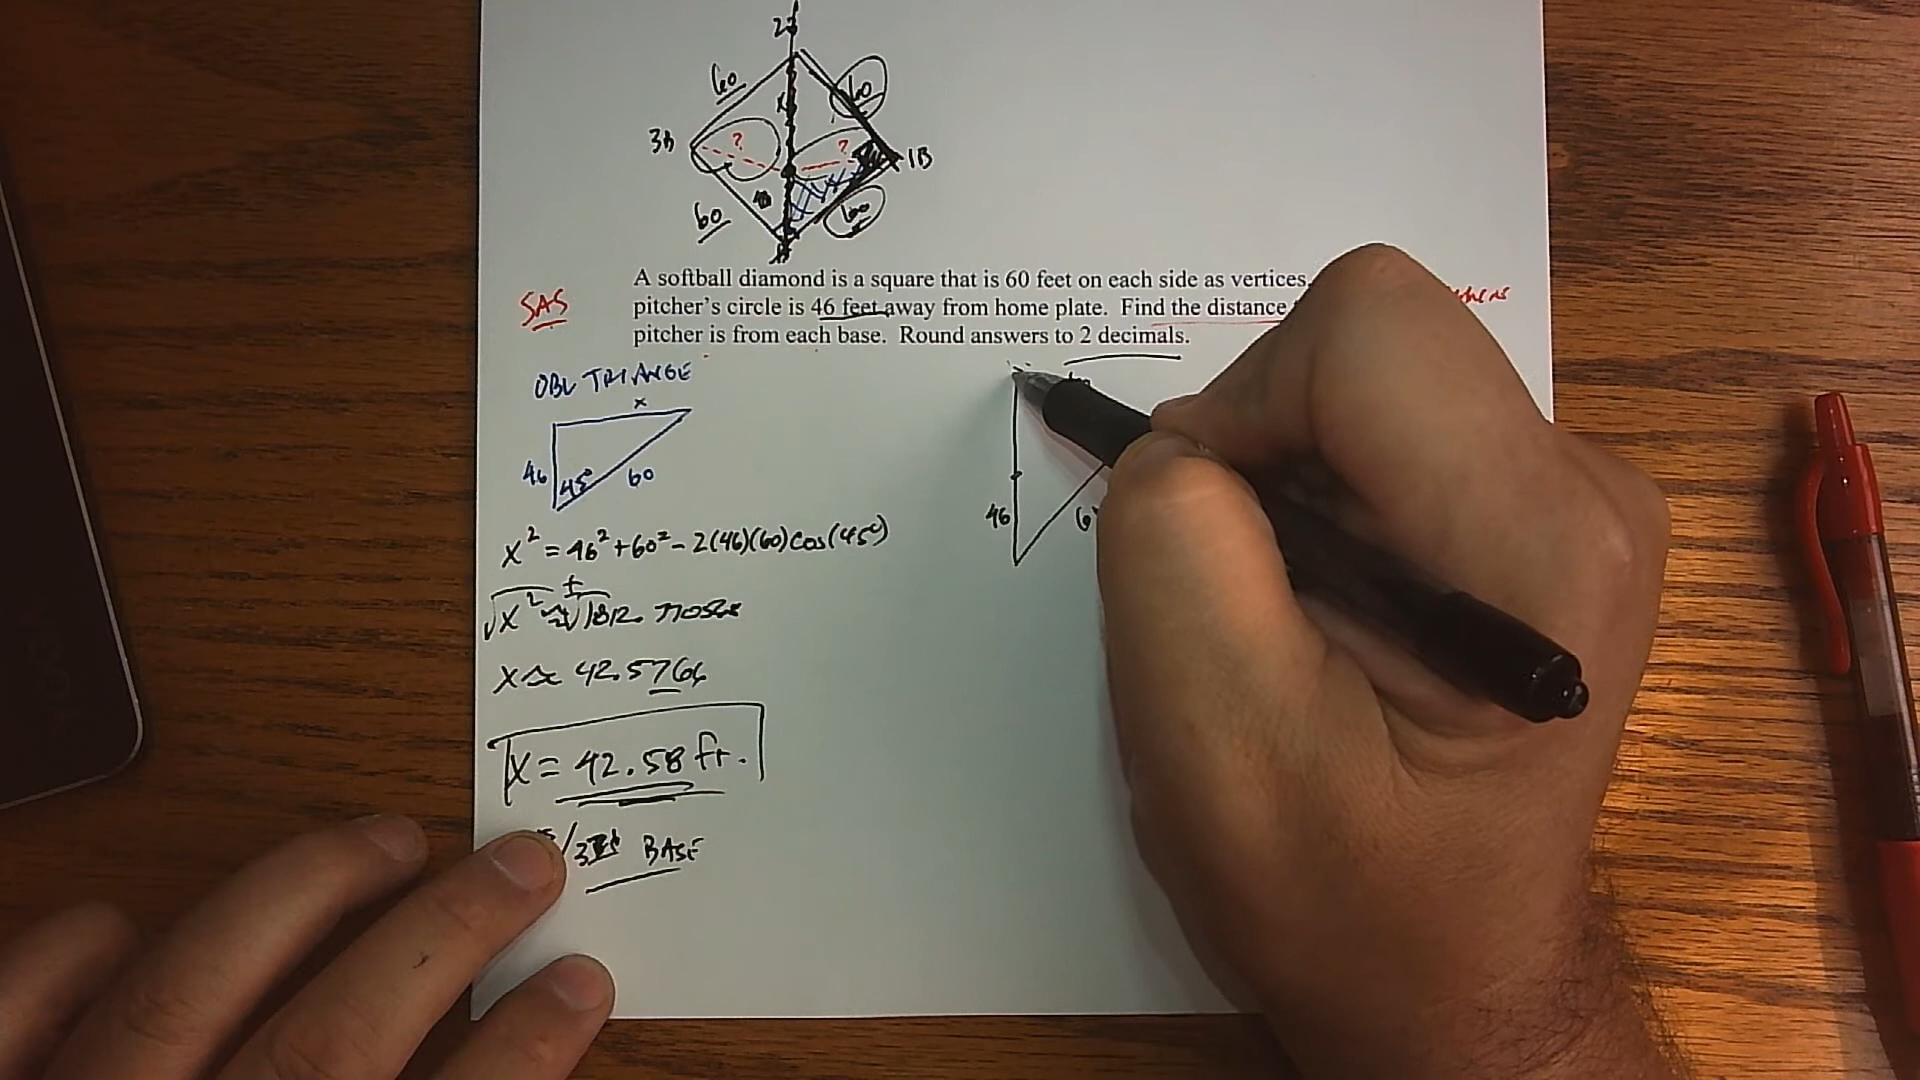 2B
60 60
x
3B ? ? 1B
60 60
A softball diamond is a square that is 60 feet on each side as vertices,
SAS pitcher's circle is 46 feet away from home plate. Find the distance
pitcher is from each base. Round answers to 2 decimals.
OBL TRIANGE
x
46 45° 60
46
x² = 46² + 60² - 2(46)(60)cos(45°)
x ≈ 42.5764
x = 42.58 ft.
BASE